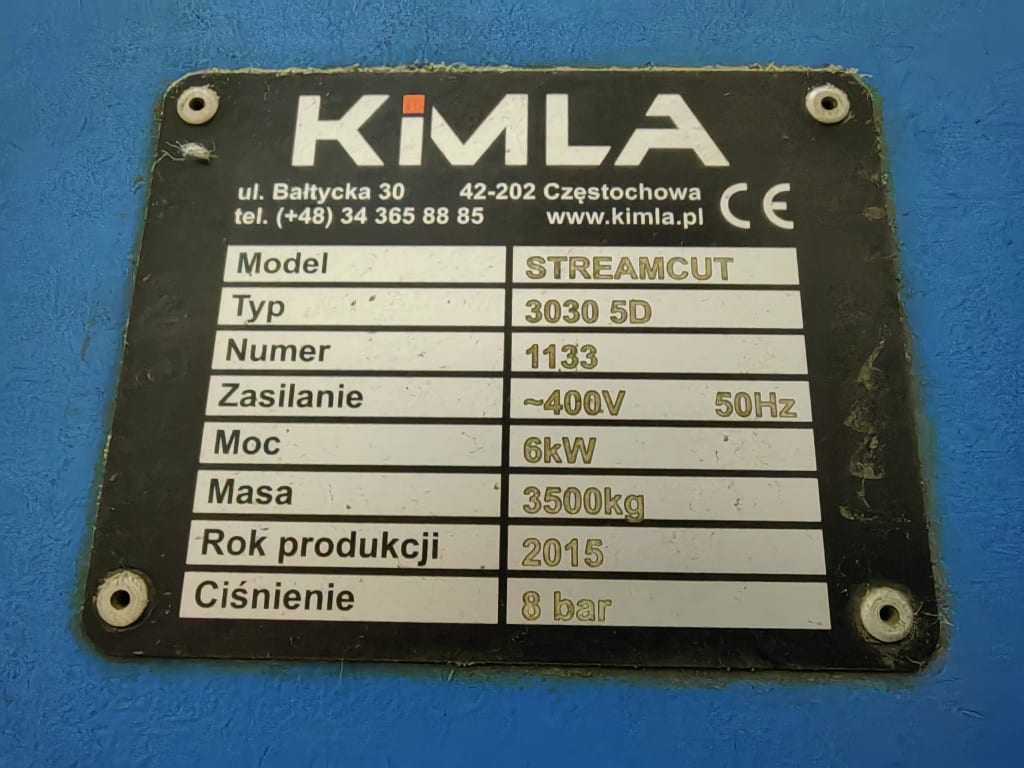 KiMLA
ul. Bałtycka 30 42-202 Częstochowa
tel. (+48) 34 365 88 85 www.kimla.pl CE
Model STREAMCUT
Typ 3030 5D
Numer 1133
Zasilanie ~400V 50Hz
Moc 6kW
Masa 3500kg
Rok produkcji 2015
Ciśnienie 8 bar